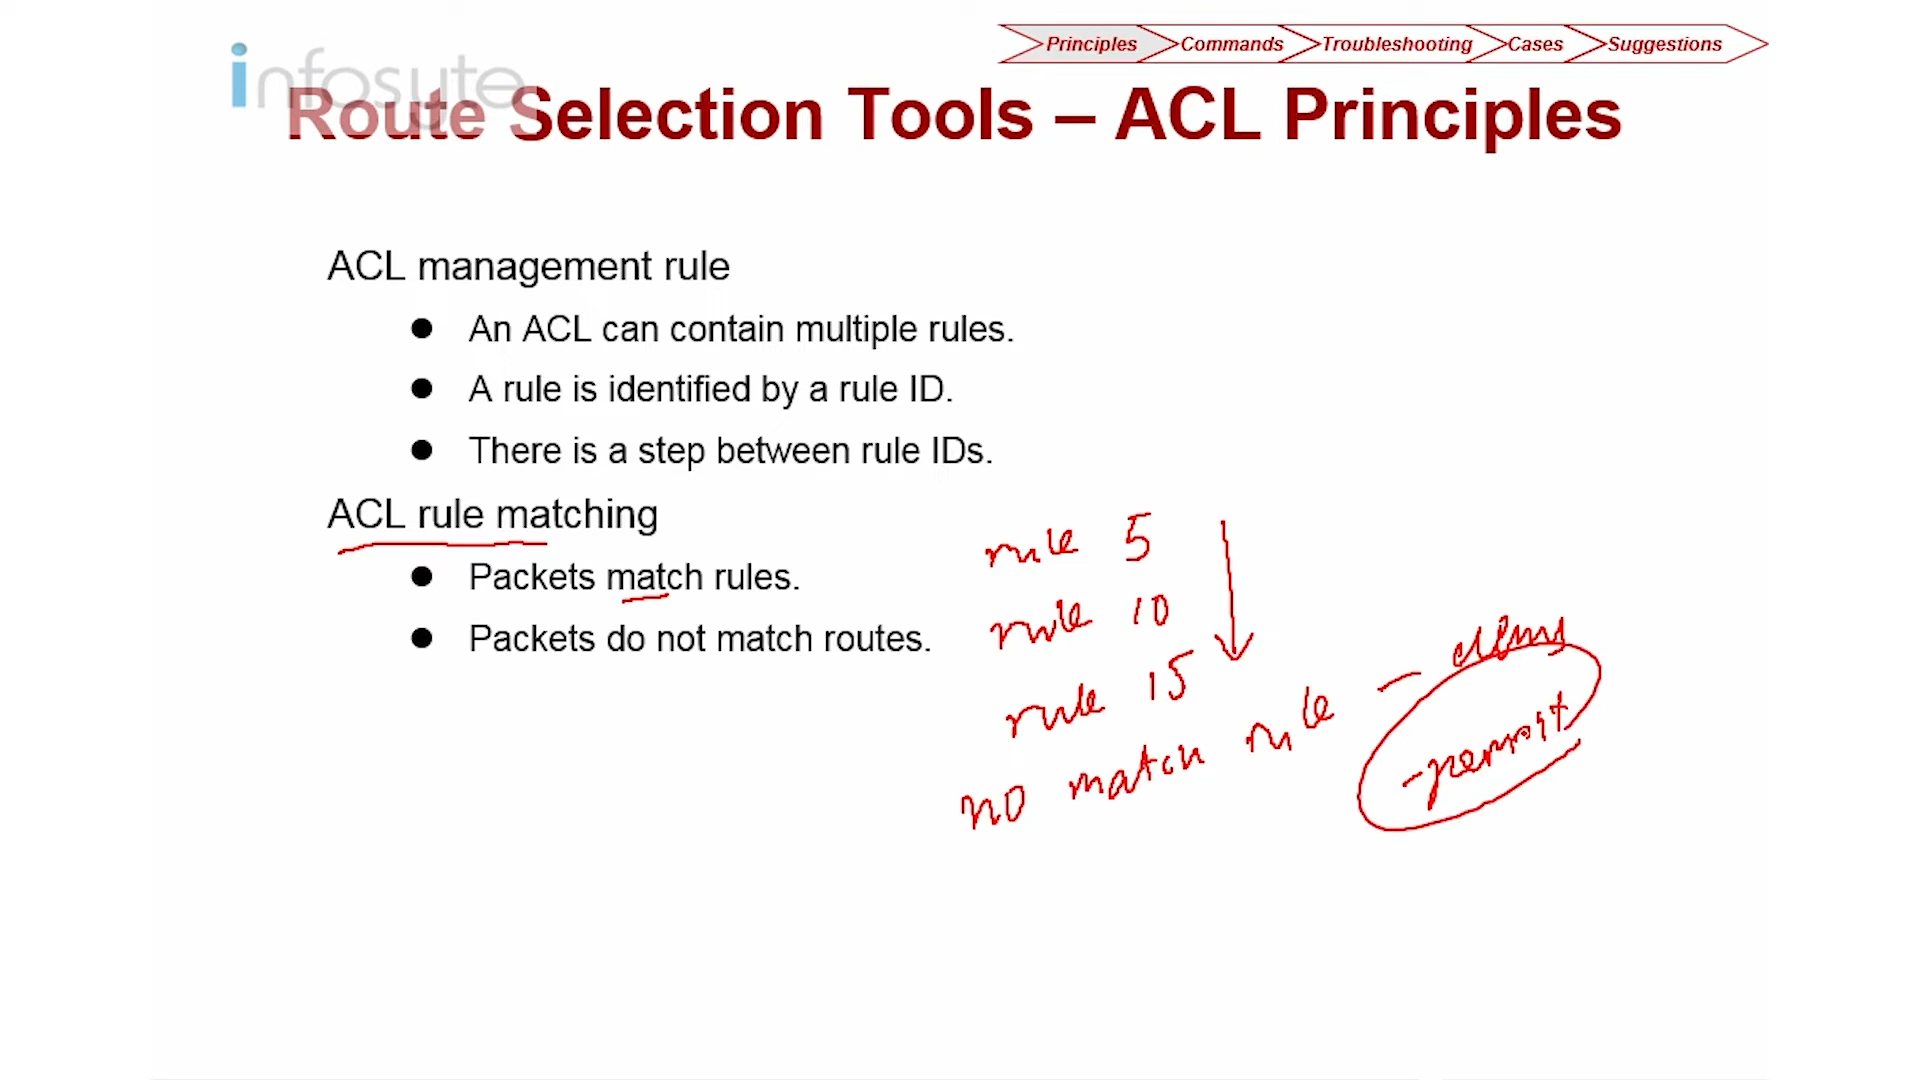 Principles Commands Troubleshooting Cases Suggestions
infosyte
Route Selection Tools – ACL Principles
ACL management rule
● An ACL can contain multiple rules.
● A rule is identified by a rule ID.
● There is a step between rule IDs.
ACL rule matching
● Packets match rules.
● Packets do not match routes.
rule 5
rule 10
rule 15
no match rule –
- permit